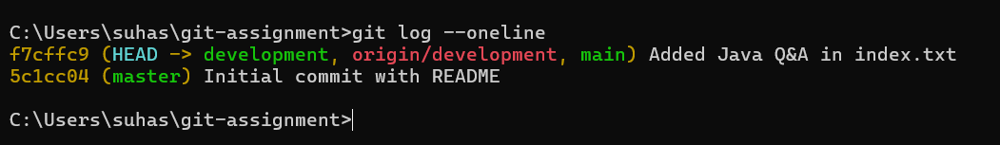 C:\Users\suhas\git-assignment>git log --oneline
f7cffc9 (HEAD -> development, origin/development, main) Added Java Q&A in index.txt
5c1cc04 (master) Initial commit with README
C:\Users\suhas\git-assignment>